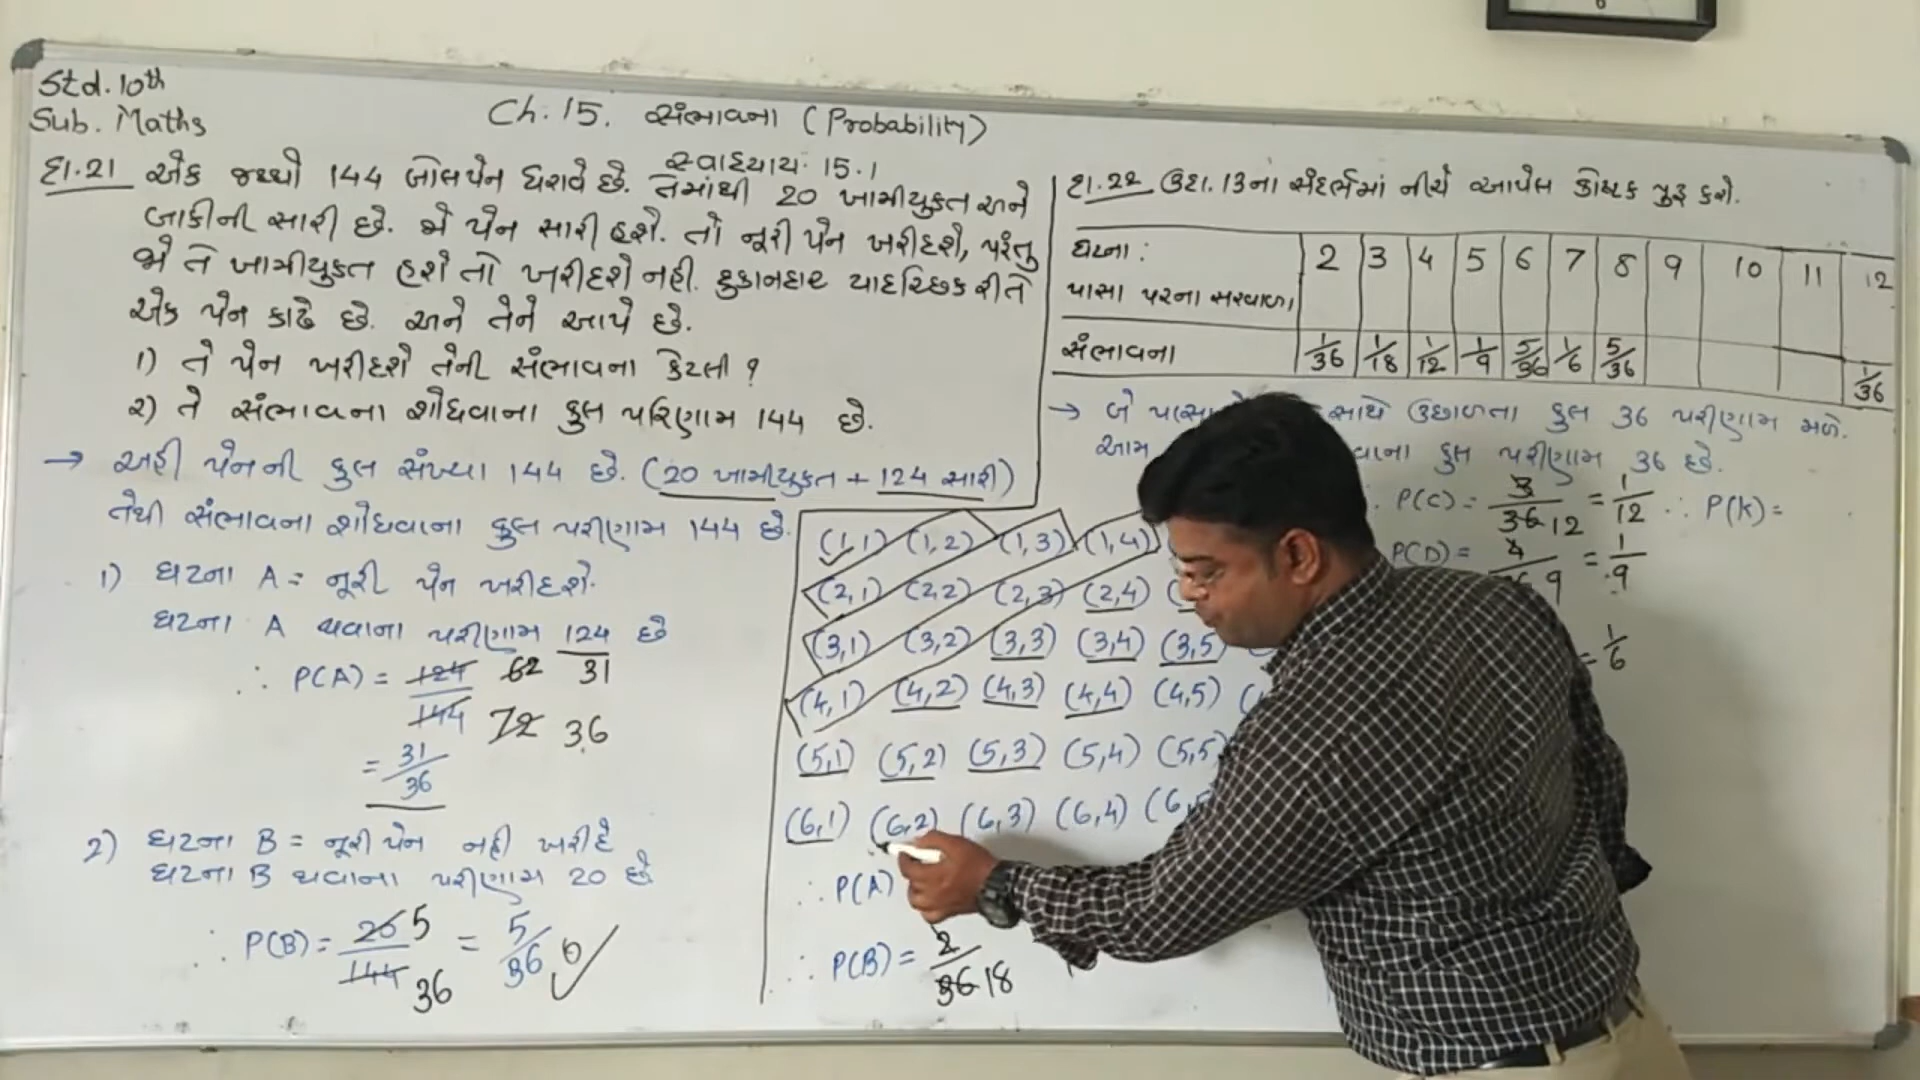 Std. 10th
Sub. Maths
Ch. 15. સંભાવના (Probability)
સ્વાધ્યાય: 15.1
દા.21 એક જથ્થો 144 બોલપેન ધરાવે છે. તેમાંથી 20 ખામીયુક્ત અને
બાકીની સારી છે. જો પેન સારી હશે. તો નૂરી પેન ખરીદશે, પરંતુ
જો તે ખામીયુક્ત હશે તો ખરીદશે નહી. દુકાનદાર યાદચ્છિક રીતે
એક પેન કાઢે છે. અને તેને આપે છે.
1) તે પેન ખરીદશે તેની સંભાવના કેટલી ?
૨) તે સંભાવના શોધવાના કુલ પરિણામ 144 છે.
→ અહી પેનની કુલ સંખ્યા 144 છે. (20 ખામીયુક્ત + 124 સારી)
તેથી સંભાવના શોધવાના કુલ પરીણામ 144 છે.
1) ઘટના A = નૂરી પેન ખરીદશે.
ઘટના A થવાના પરીણામ 124 છે
∴ P(A) = 124 62 31
144 72 36
= 31/36
2) ઘટના B = નૂરી પેન નહી ખરીદે
ઘટના B થવાના પરીણામ 20 છે
∴ P(B) = 20 5 / 144 36 = 5/36
દા.22 ઉદા.13ના સંદર્ભમાં નીચે આપેલ કોષ્ટક પુરૂ કરો.
ઘટના : 2 3 4 5 6 7 8 9 10 11 12
પાસા પરના સરવાળા
સંભાવના 1/36 1/18 1/12 1/9 5/36 1/6 5/36 1/36
→ બે સાથે ઉછાળતા કુલ 36 પરીણામ મળે.
આમ કુલ પરીણામ 36 છે.
(1,1) (1,2) (1,3) (1,4)
(2,1) (2,2) (2,3) (2,4)
(3,1) (3,2) (3,3) (3,4) (3,5)
(4,1) (4,2) (4,3) (4,4) (4,5)
(5,1) (5,2) (5,3) (5,4) (5,5)
(6,1) (6,2) (6,3) (6,4)
∴ P(A)
∴ P(B) = 2 / 36 18
P(C) = 3 / 36 12 = 1/12 ∴ P(K) =
P(D) = 4 / 9 = 1/9
= 1/6